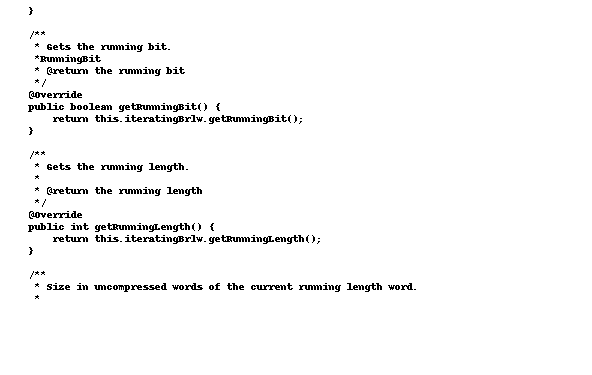 }
/**
* Gets the running bit.
*RunningBit
* @return the running bit
*/
@Override
public boolean getRunningBit() {
return this.iteratingBrlw.getRunningBit();
}
/**
* Gets the running length.
*
* @return the running length
*/
@Override
public int getRunningLength() {
return this.iteratingBrlw.getRunningLength();
}
/**
* Size in uncompressed words of the current running length word.
*